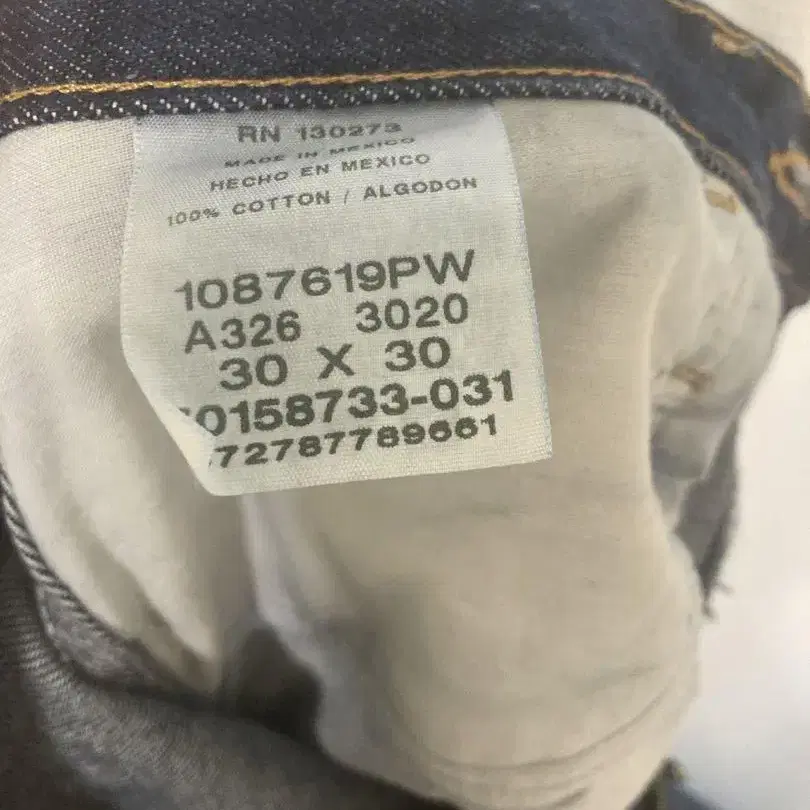 RN 130273
MADE IN MEXICO
HECHO EN MEXICO
100% COTTON / ALGODON
1087619PW
A326 3020
30 X 30
0158733-031
72787789661